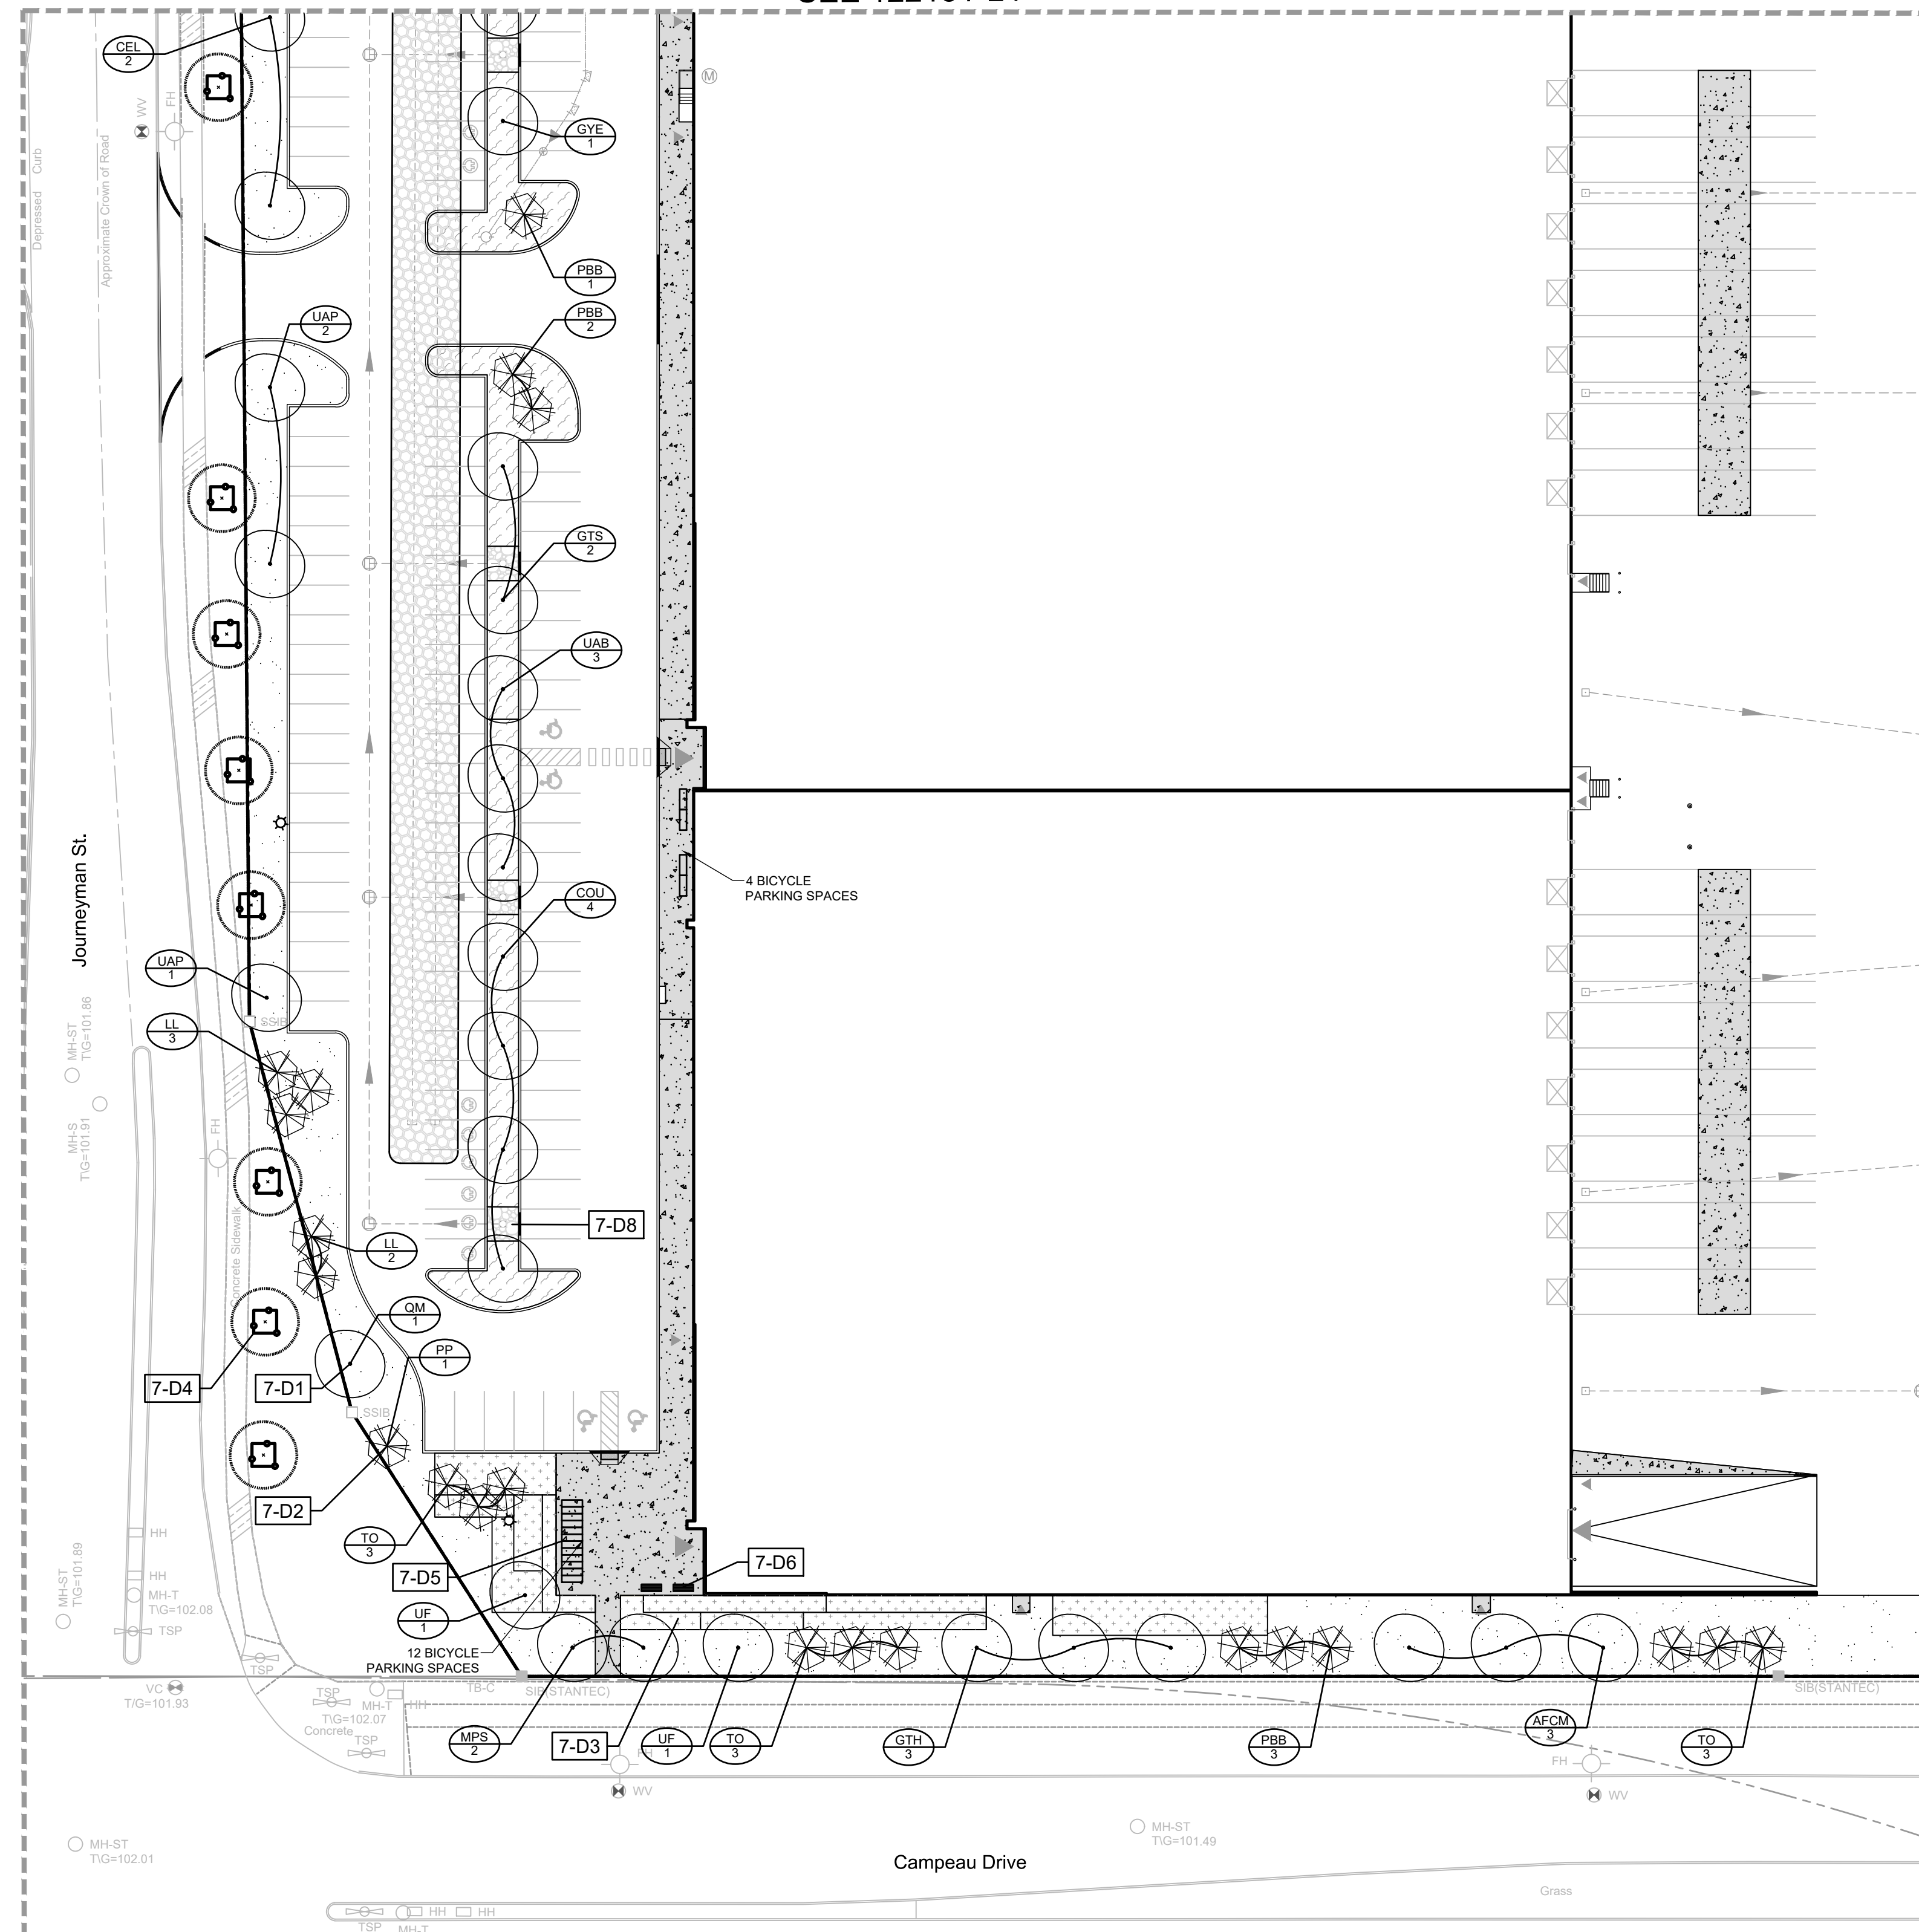 CEL
2
WV
FH
Depressed Curb
Approximate Crown of Road
M
GYE
1
PBB
1
PBB
2
UAP
2
GTS
2
UAB
3
4 BICYCLE
PARKING SPACES
COU
4
Journeyman St.
UAP
1
SSIB
LL
3
MH-ST
T\G=101.86
MH-S
T\G=101.91
FH
Concrete Sidewalk
7-D8
LL
2
QM
1
PP
1
7-D4
7-D1
SSIB
7-D2
TO
3
HH
MH-ST
T\G=101.89
HH
MH-T
T\G=102.08
TSP
7-D5
7-D6
UF
1
12 BICYCLE
PARKING SPACES
TSP
VC
T/G=101.93
TSP
MH-T
HH
T\G=102.07
Concrete
TSP
TB-C
SIB(STANTEC)
SIB(STANTEC)
MPS
2
7-D3
FH
UF
1
TO
3
GTH
3
PBB
3
AFCM
3
TO
3
FH
WV
WV
MH-ST
T\G=101.49
MH-ST
T\G=102.01
Campeau Drive
Grass
TSP
MH-T
HH
HH